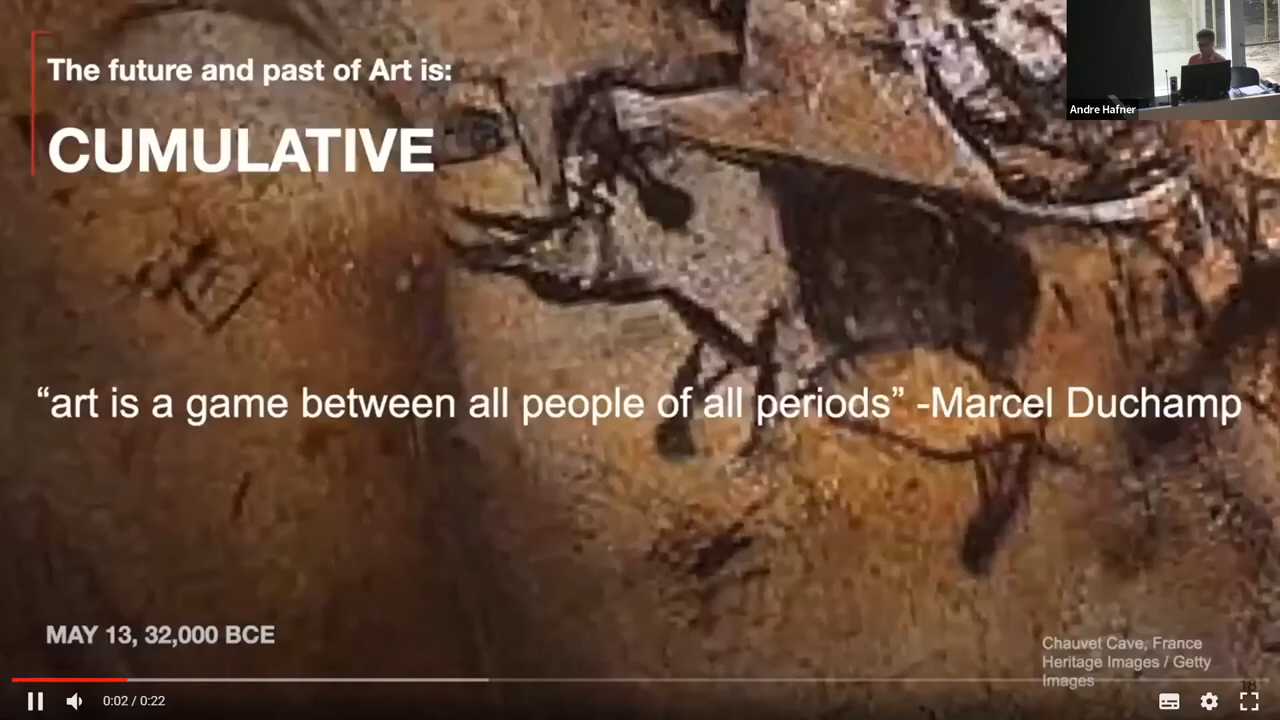 The future and past of Art is:
CUMULATIVE
Andre Hafner
“art is a game between all people of all periods” -Marcel Duchamp
MAY 13, 32,000 BCE
Chauvet Cave, France
Heritage Images / Getty
Images
0:02 / 0:22